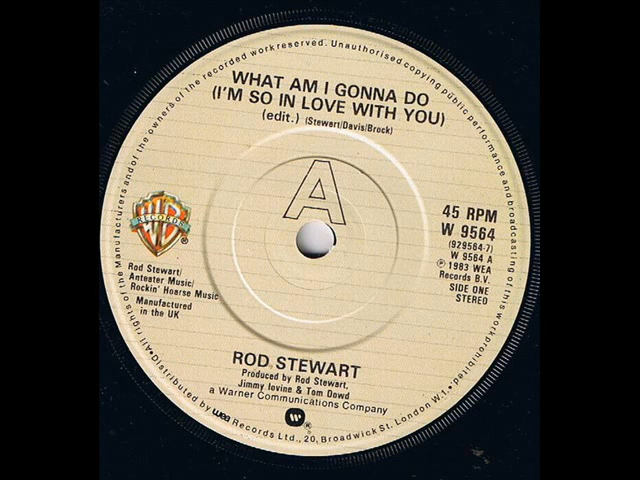 • All rights of the Manufacturers and of the owners of the recorded work reserved. Unauthorised copying public performance and broadcasting of this work prohibited. •
WHAT AM I GONNA DO
(I'M SO IN LOVE WITH YOU)
(edit.) (Stewart/Davis/Brock)
A
WB
RECORDS
®
Rod Stewart/
Anteater Music/
Rockin' Hearse Music
Manufactured
in the UK
45 RPM
W 9564
(929564-7)
W 9564 A
℗ 1983 WEA
Records B.V.
SIDE ONE
STEREO
ROD STEWART
Produced by Rod Stewart,
Jimmy Iovine & Tom Dowd
a Warner Communications Company
Distributed by wea Records Ltd., 20, Broadwick St. London W1.